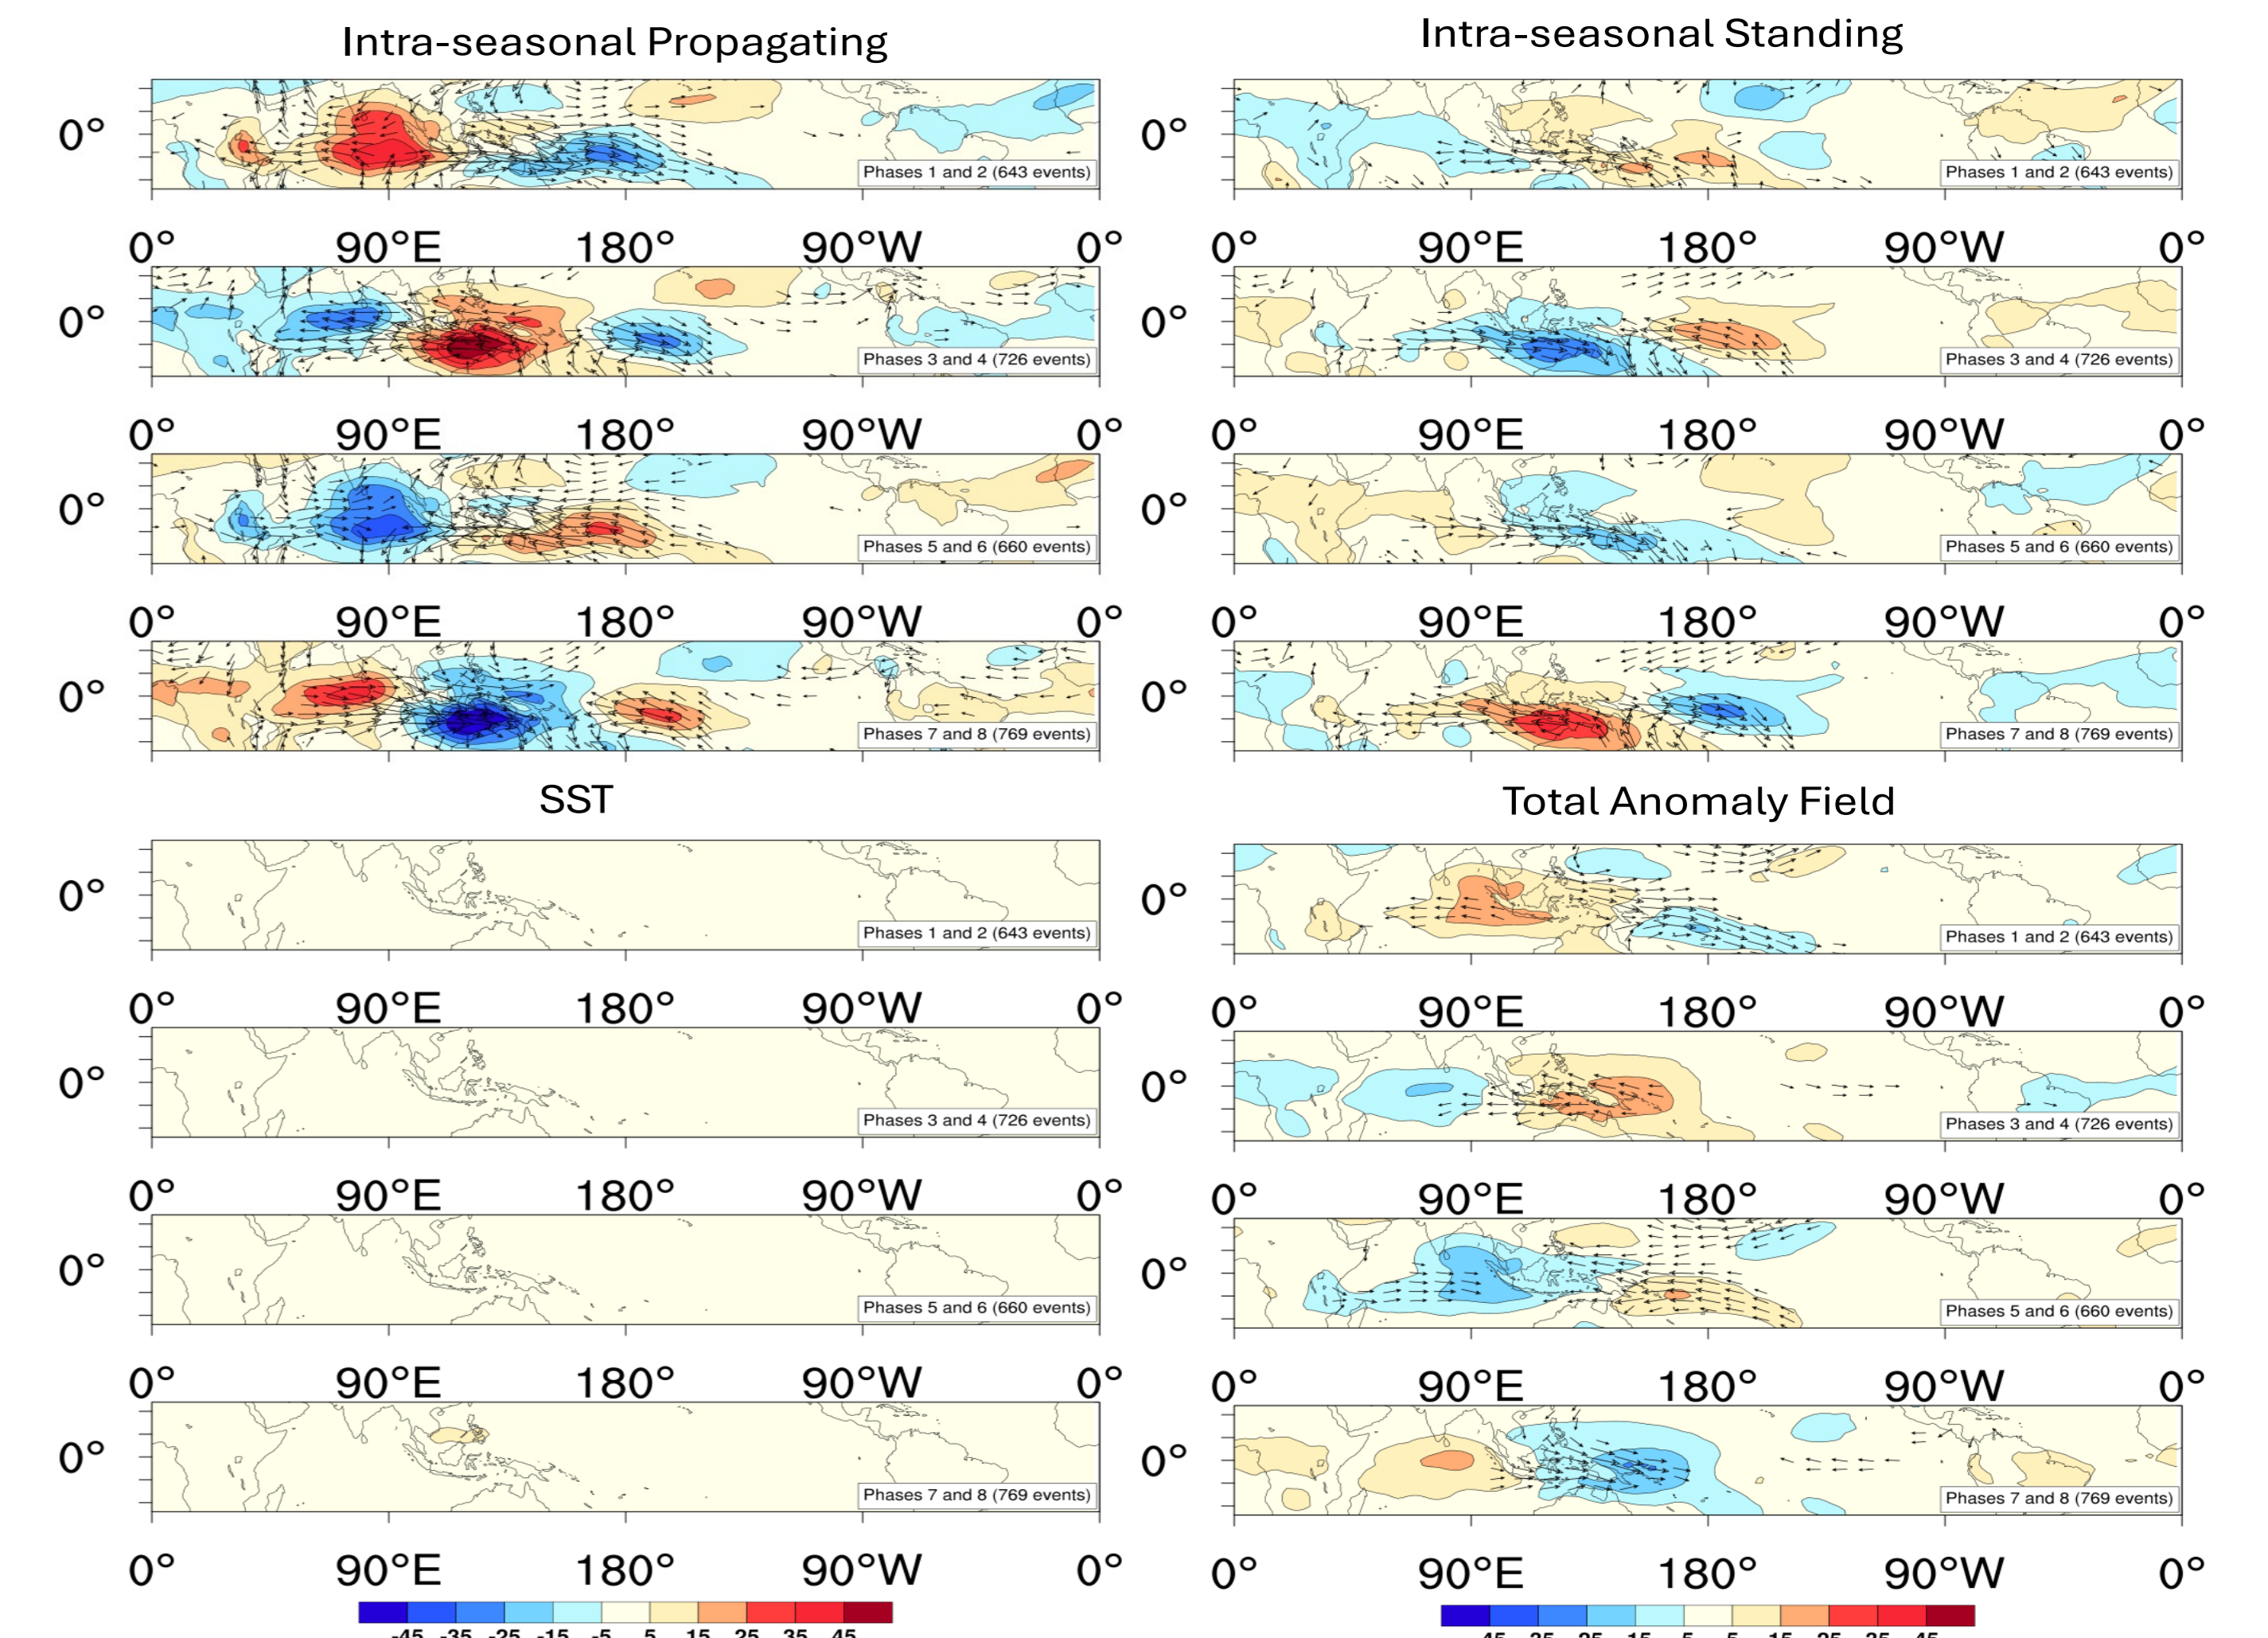 Intra-seasonal Propagating
Intra-seasonal Standing
0°
Phases 1 and 2 (643 events)
0°
Phases 1 and 2 (643 events)
0° 90°E 180° 90°W 0°
0° 90°E 180° 90°W 0°
0°
Phases 3 and 4 (726 events)
0°
Phases 3 and 4 (726 events)
0° 90°E 180° 90°W 0°
0° 90°E 180° 90°W 0°
0°
Phases 5 and 6 (660 events)
0°
Phases 5 and 6 (660 events)
0° 90°E 180° 90°W 0°
0° 90°E 180° 90°W 0°
0°
Phases 7 and 8 (769 events)
0°
Phases 7 and 8 (769 events)
SST
Total Anomaly Field
0°
Phases 1 and 2 (643 events)
0°
Phases 1 and 2 (643 events)
0° 90°E 180° 90°W 0°
0° 90°E 180° 90°W 0°
0°
Phases 3 and 4 (726 events)
0°
Phases 3 and 4 (726 events)
0° 90°E 180° 90°W 0°
0° 90°E 180° 90°W 0°
0°
Phases 5 and 6 (660 events)
0°
Phases 5 and 6 (660 events)
0° 90°E 180° 90°W 0°
0° 90°E 180° 90°W 0°
0°
Phases 7 and 8 (769 events)
0°
Phases 7 and 8 (769 events)
0° 90°E 180° 90°W 0°
0° 90°E 180° 90°W 0°
-45 -35 -25 -15 -5 5 15 25 35 45